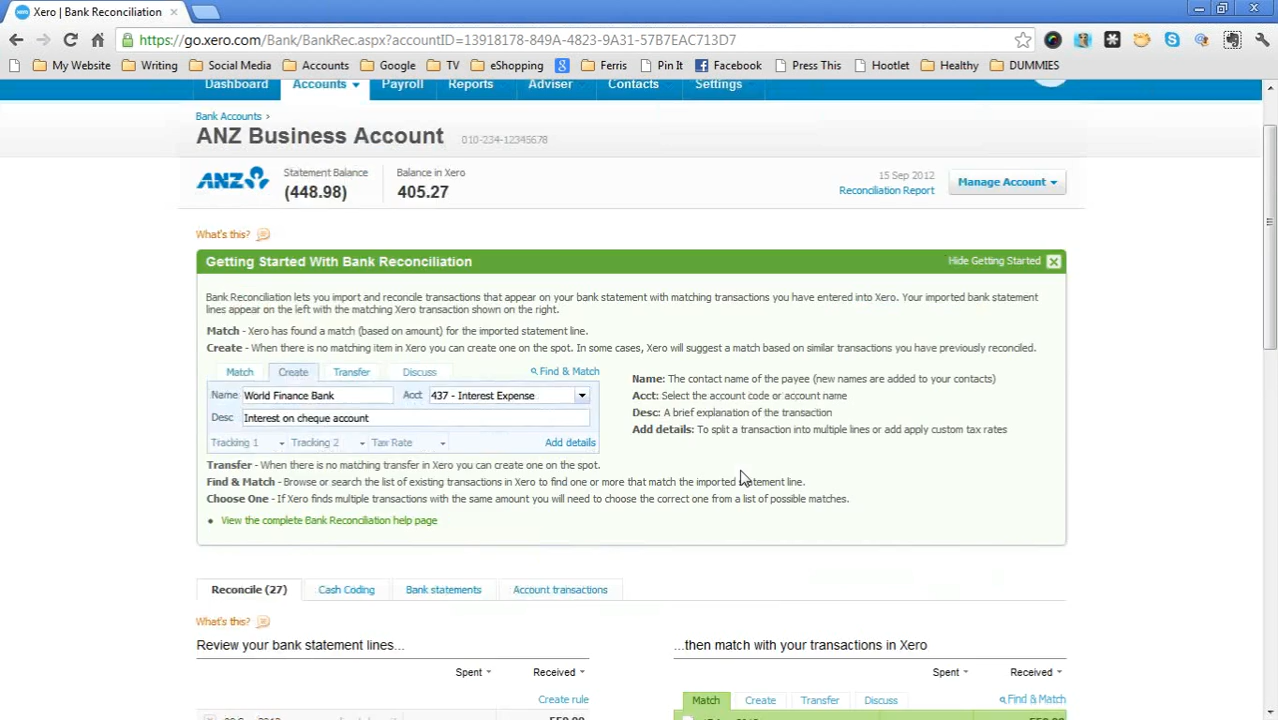 Xero | Bank Reconciliation
https://go.xero.com/Bank/BankRec.aspx?accountID=13918178-849A-4823-9A31-57B7EAC713D7
My Website Writing Social Media Accounts Google TV eShopping Ferris Pin It Facebook Press This Hootlet Healthy DUMMIES
Dashboard Accounts Payroll Reports Adviser Contacts Settings
Bank Accounts >
ANZ Business Account 010-234-12345678
ANZ
Statement Balance Balance in Xero
(448.98) 405.27
15 Sep 2012
Reconciliation Report
Manage Account
What's this?
Getting Started With Bank Reconciliation Hide Getting Started
Bank Reconciliation lets you import and reconcile transactions that appear on your bank statement with matching transactions you have entered into Xero. Your imported bank statement
lines appear on the left with the matching Xero transaction shown on the right.
Match - Xero has found a match (based on amount) for the imported statement line.
Create - When there is no matching item in Xero you can create one on the spot. In some cases, Xero will suggest a match based on similar transactions you have previously reconciled.
Match Create Transfer Discuss Find & Match
Name World Finance Bank Acct 437 - Interest Expense
Desc Interest on cheque account
Tracking 1 Tracking 2 Tax Rate Add details
Name: The contact name of the payee (new names are added to your contacts)
Acct: Select the account code or account name
Desc: A brief explanation of the transaction
Add details: To split a transaction into multiple lines or add apply custom tax rates
Transfer - When there is no matching transfer in Xero you can create one on the spot.
Find & Match - Browse or search the list of existing transactions in Xero to find one or more that match the imported statement line.
Choose One - If Xero finds multiple transactions with the same amount you will need to choose the correct one from a list of possible matches.
View the complete Bank Reconciliation help page
Reconcile (27) Cash Coding Bank statements Account transactions
What's this?
Review your bank statement lines... ...then match with your transactions in Xero
Spent Received Spent Received
Create rule Match Create Transfer Discuss Find & Match